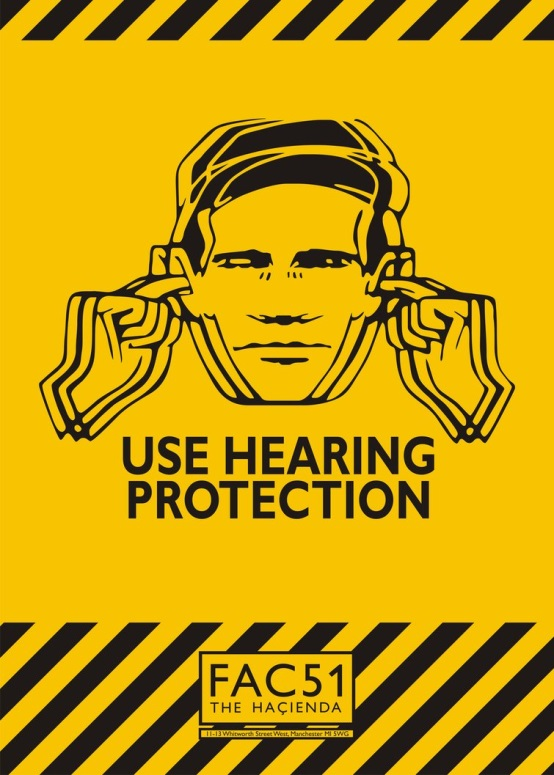 USE HEARING
PROTECTION
FAC51
THE HAÇIENDA
11-13 Whitworth Street West, Manchester M1 5WG